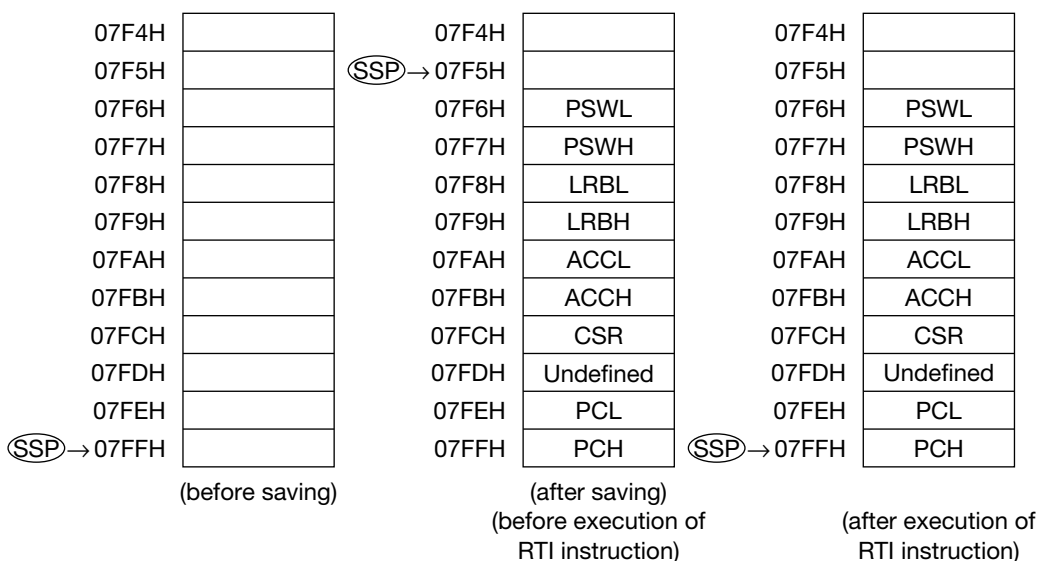 07F4H 07F4H 07F4H
07F5H SSP→ 07F5H 07F5H
07F6H 07F6H PSWL 07F6H PSWL
07F7H 07F7H PSWH 07F7H PSWH
07F8H 07F8H LRBL 07F8H LRBL
07F9H 07F9H LRBH 07F9H LRBH
07FAH 07FAH ACCL 07FAH ACCL
07FBH 07FBH ACCH 07FBH ACCH
07FCH 07FCH CSR 07FCH CSR
07FDH 07FDH Undefined 07FDH Undefined
07FEH 07FEH PCL 07FEH PCL
SSP→ 07FFH 07FFH PCH SSP→ 07FFH PCH
(before saving) (after saving)
(before execution of (after execution of
RTI instruction) RTI instruction)